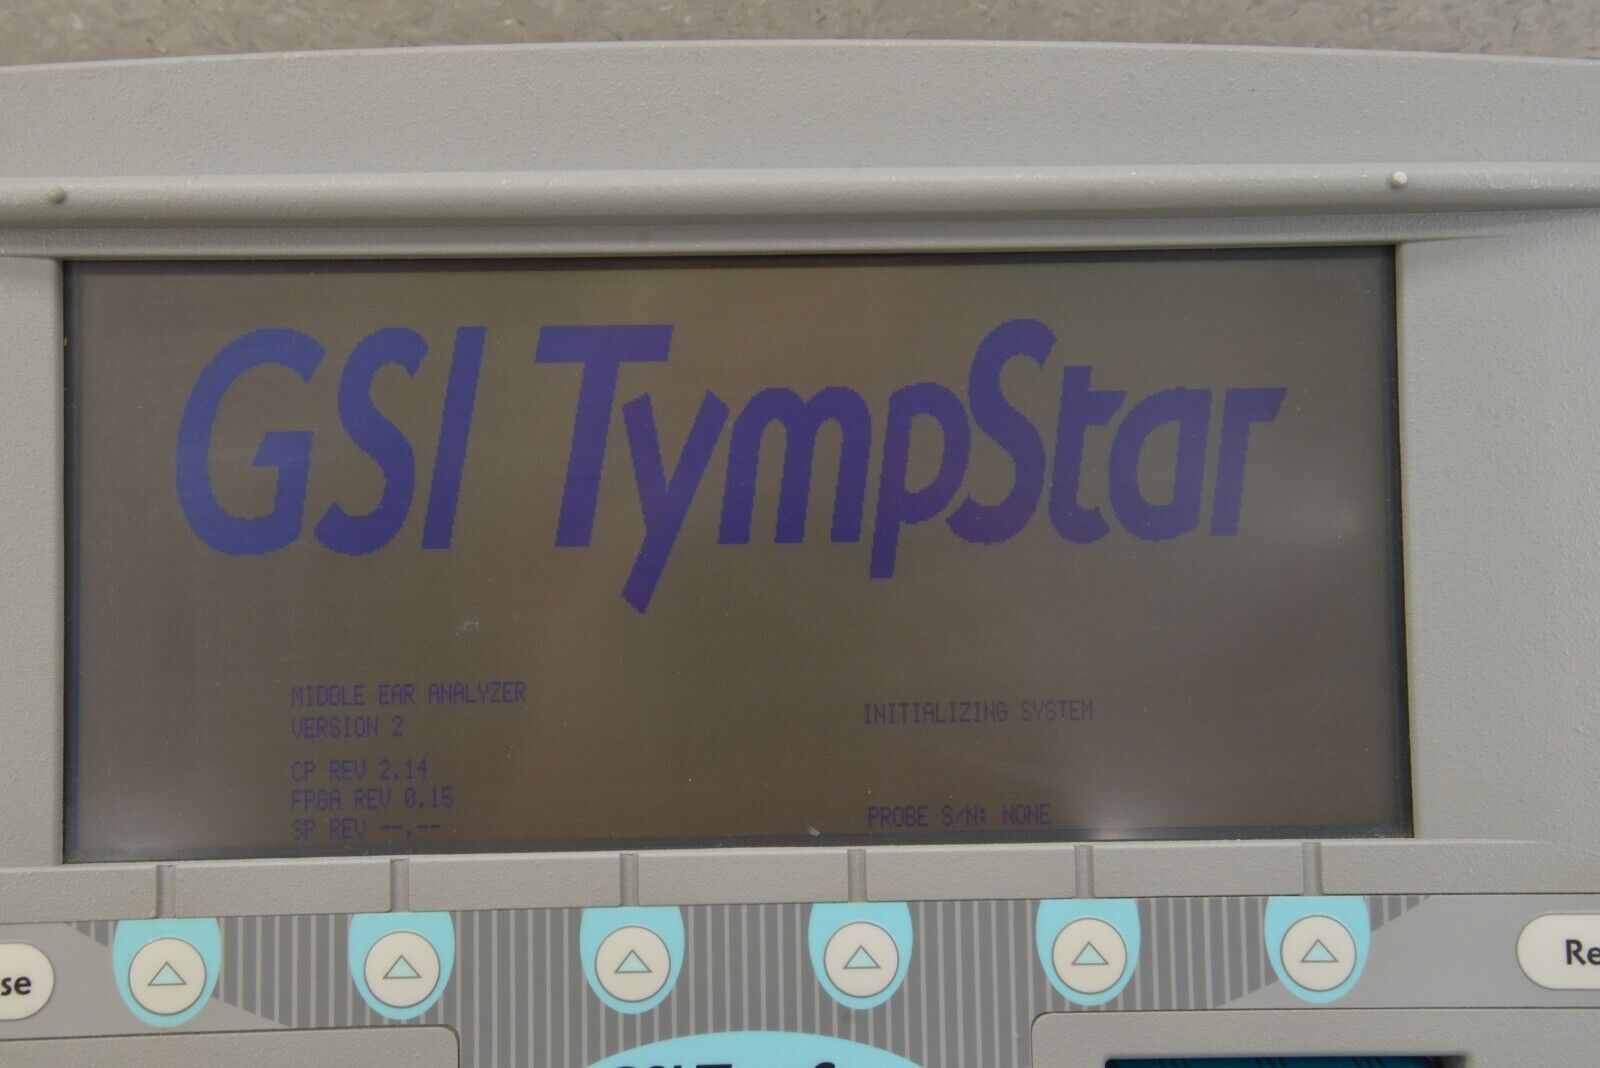 GSI TympStar
MIDDLE EAR ANALYZER
VERSION 2
INITIALIZING SYSTEM
CP REV 2.14
FPGA REV 0.15
SP REV --.--
PROBE S/N: NONE
se
Re